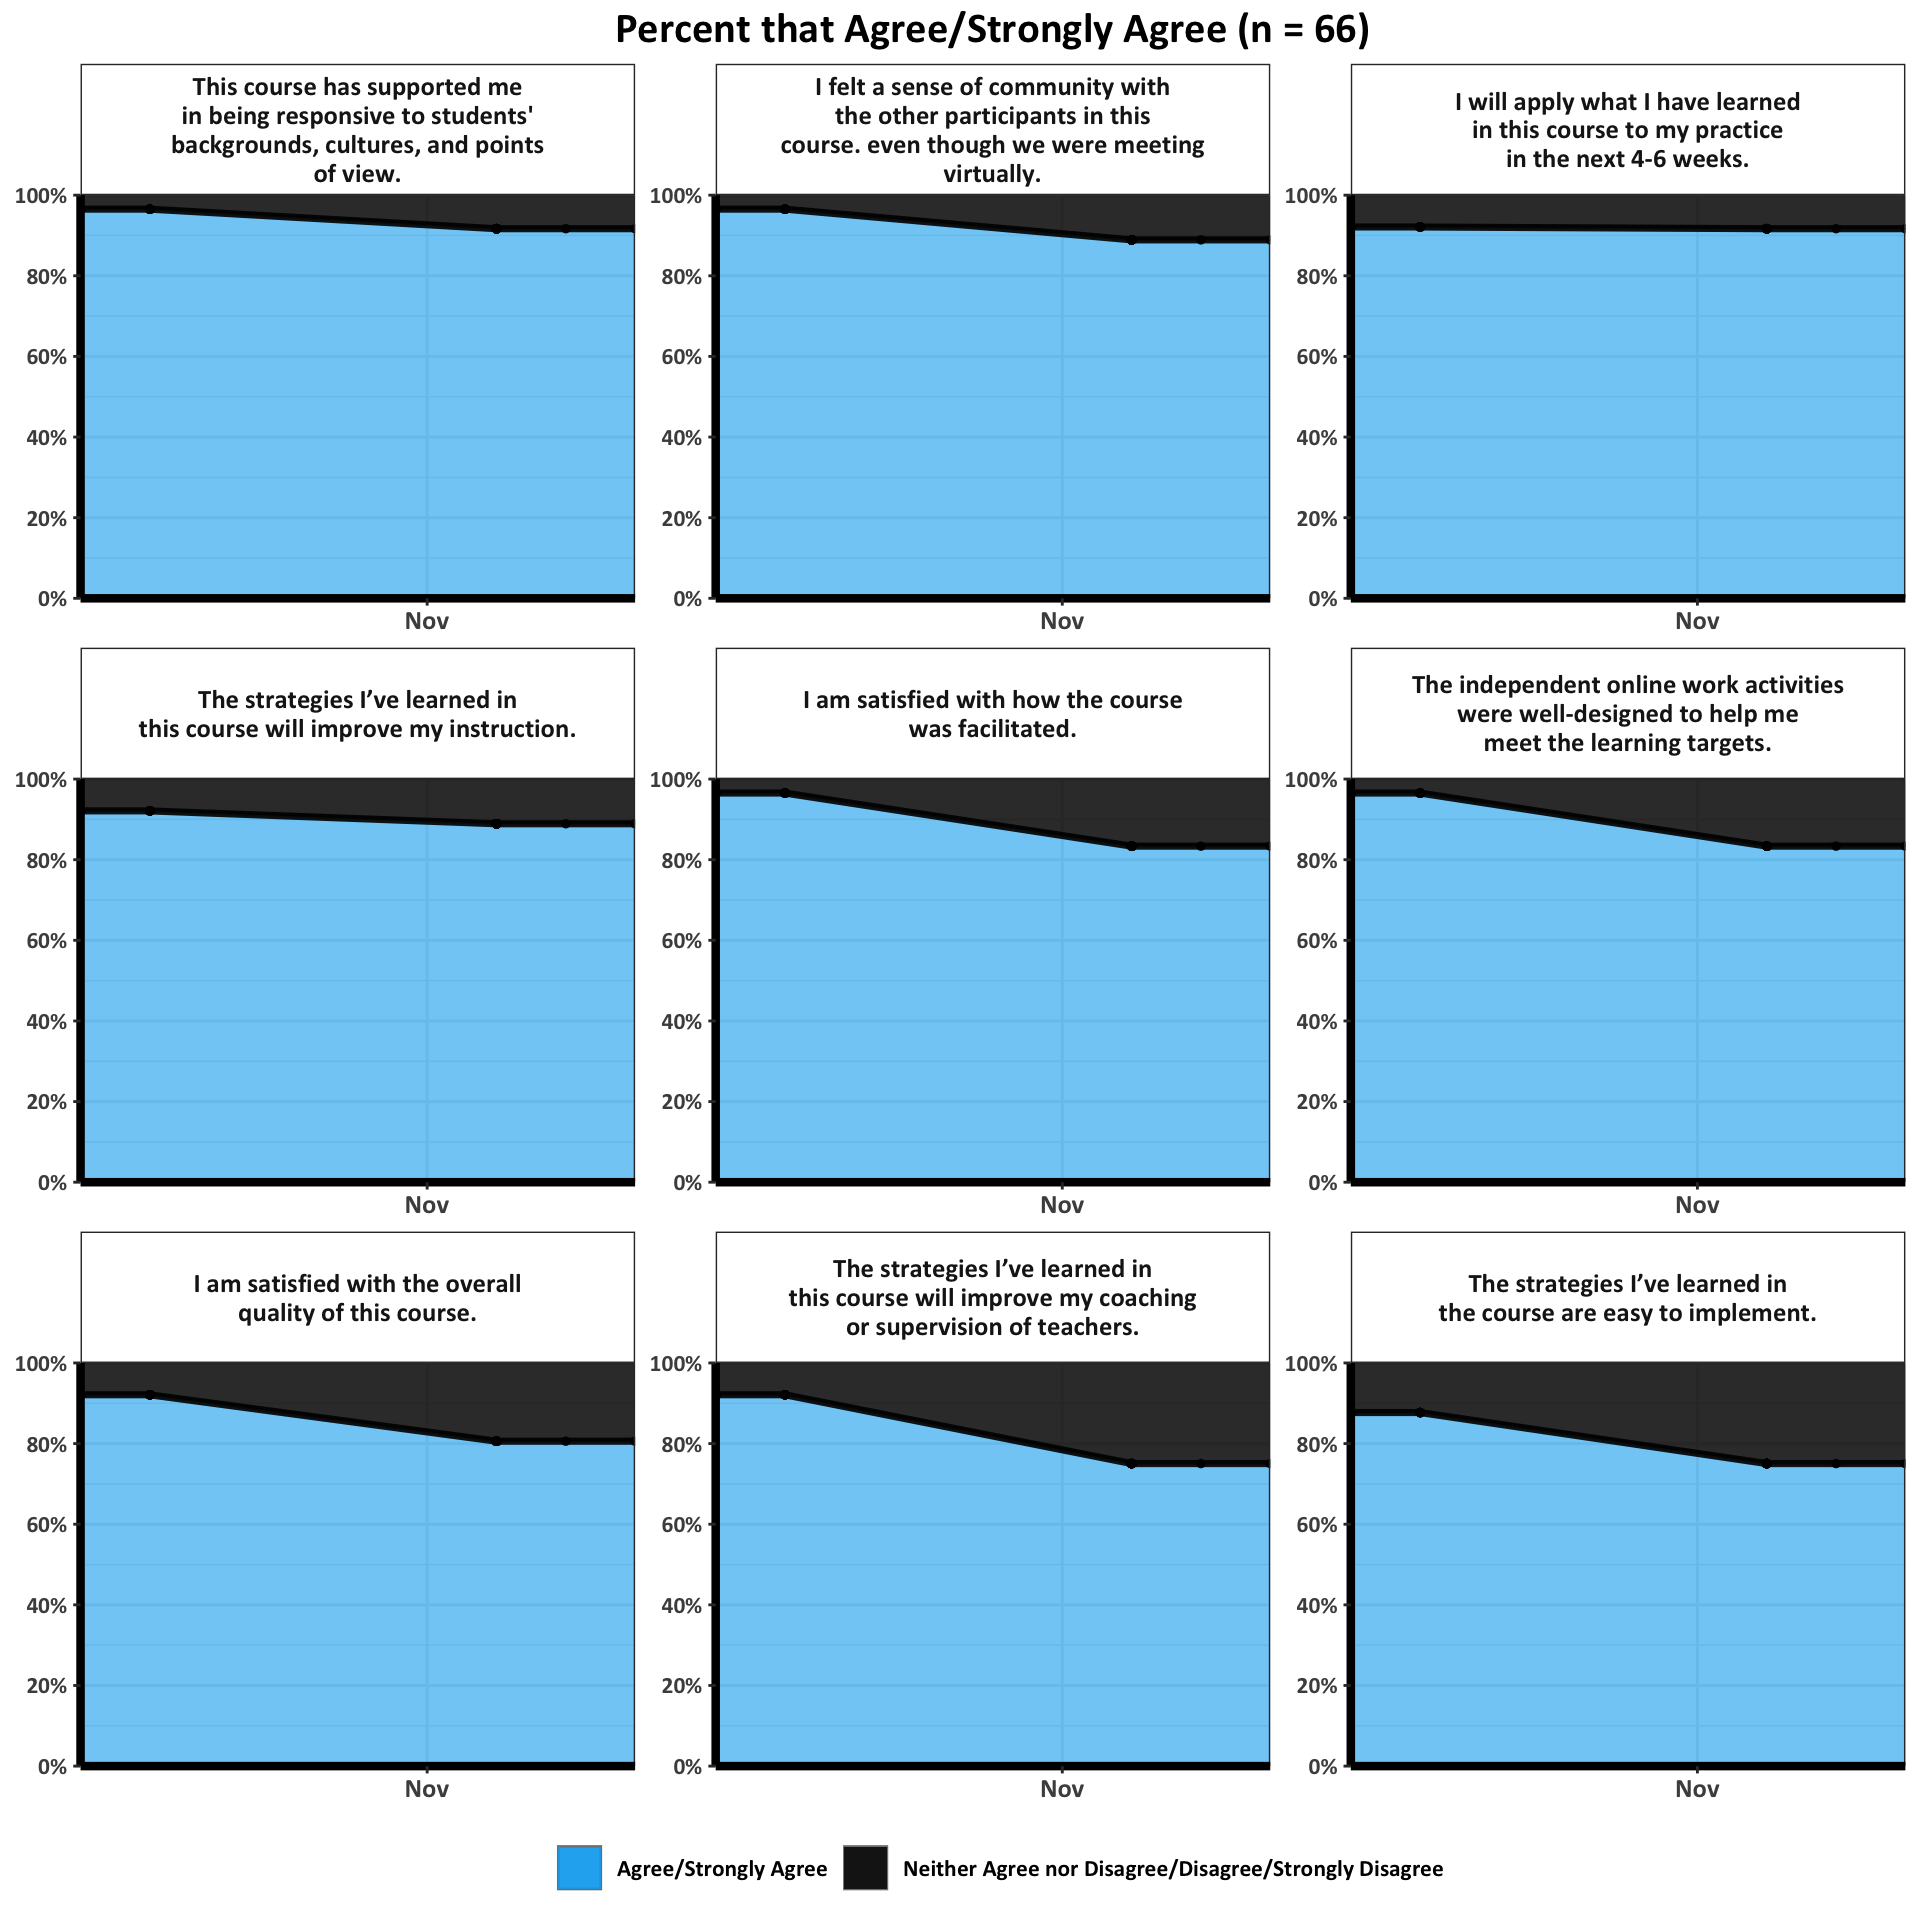 Percent that Agree/Strongly Agree (n = 66)
This course has supported me
in being responsive to students'
backgrounds, cultures, and points
of view.
100%
80%
60%
40%
20%
0%
Nov
I felt a sense of community with
the other participants in this
course. even though we were meeting
virtually.
100%
80%
60%
40%
20%
0%
Nov
I will apply what I have learned
in this course to my practice
in the next 4-6 weeks.
100%
80%
60%
40%
20%
0%
Nov
The strategies I’ve learned in
this course will improve my instruction.
100%
80%
60%
40%
20%
0%
Nov
I am satisfied with how the course
was facilitated.
100%
80%
60%
40%
20%
0%
Nov
The independent online work activities
were well-designed to help me
meet the learning targets.
100%
80%
60%
40%
20%
0%
Nov
I am satisfied with the overall
quality of this course.
100%
80%
60%
40%
20%
0%
Nov
The strategies I’ve learned in
this course will improve my coaching
or supervision of teachers.
100%
80%
60%
40%
20%
0%
Nov
The strategies I’ve learned in
the course are easy to implement.
100%
80%
60%
40%
20%
0%
Nov
Agree/Strongly Agree
Neither Agree nor Disagree/Disagree/Strongly Disagree